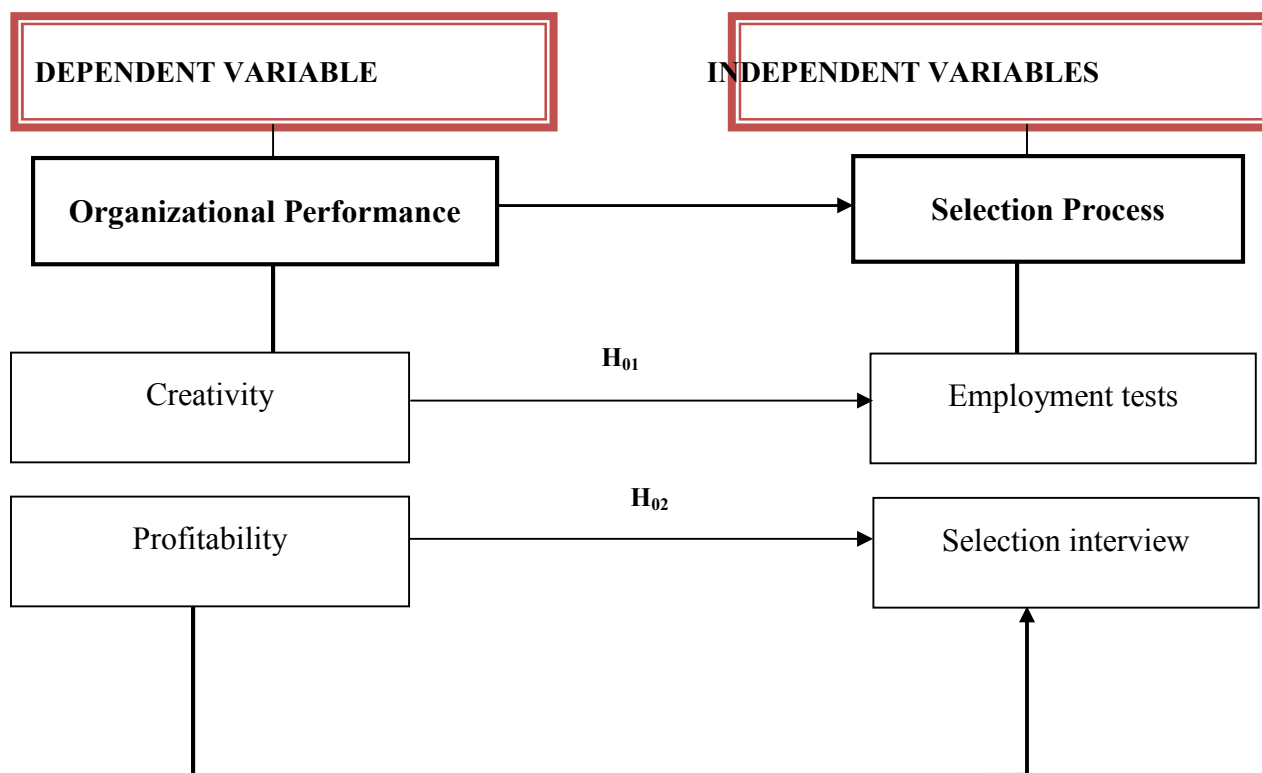 DEPENDENT VARIABLE
INDEPENDENT VARIABLES
Organizational Performance
Selection Process
H01
Creativity
Employment tests
H02
Profitability
Selection interview